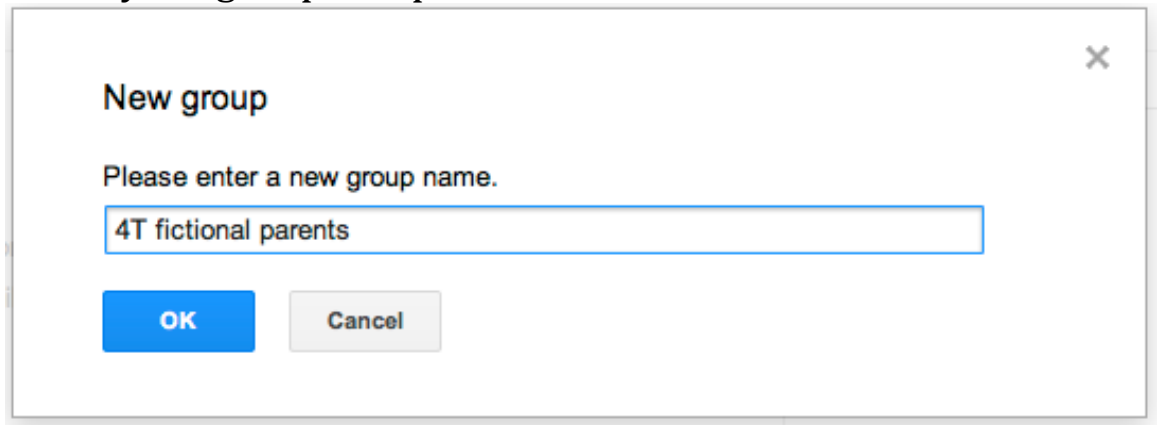 New group
Please enter a new group name.
4T fictional parents
OK
Cancel